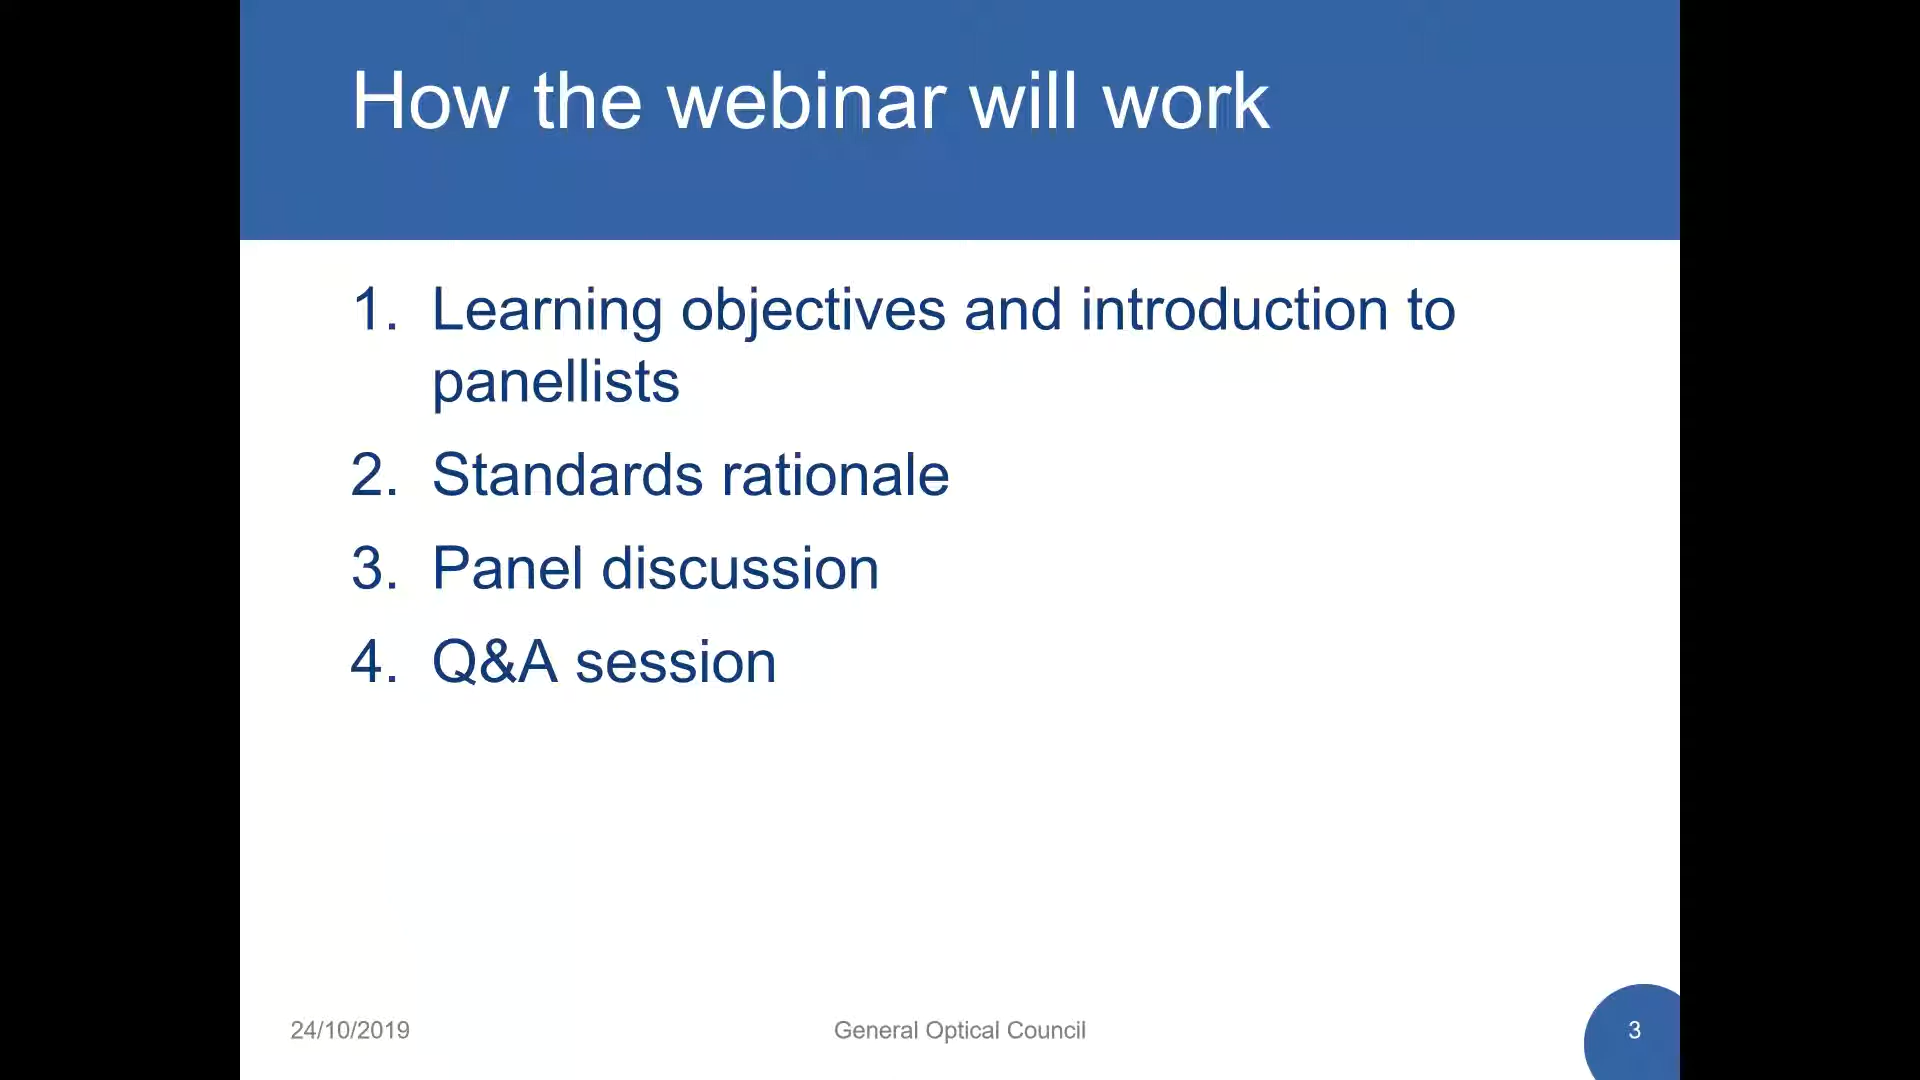 How the webinar will work
1. Learning objectives and introduction to
panellists
2. Standards rationale
3. Panel discussion
4. Q&A session
24/10/2019
General Optical Council
3